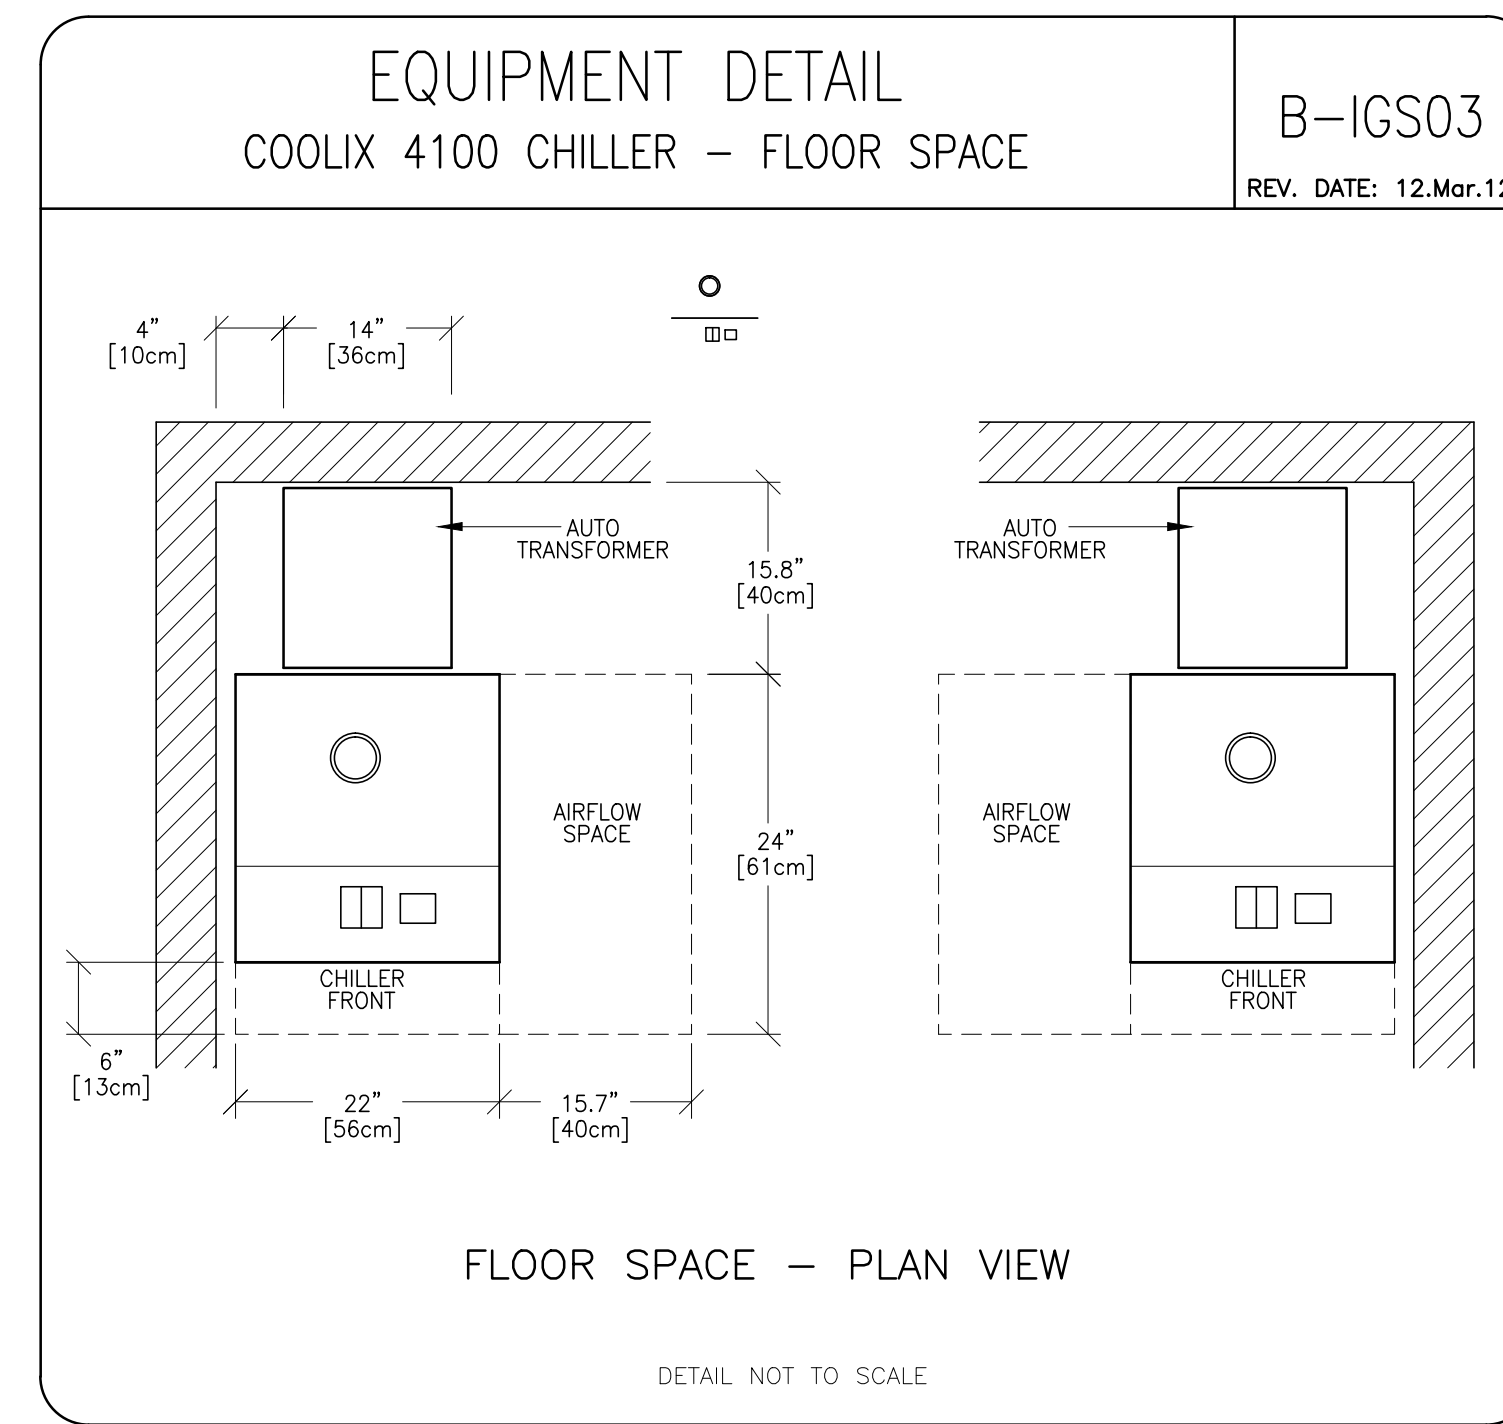 EQUIPMENT DETAIL
COOLIX 4100 CHILLER – FLOOR SPACE
B–IGS03
REV. DATE: 12.Mar.12
4”
[10cm]
14”
[36cm]
AUTO
TRANSFORMER
AUTO
TRANSFORMER
15.8”
[40cm]
AIRFLOW
SPACE
AIRFLOW
SPACE
24”
[61cm]
CHILLER
FRONT
CHILLER
FRONT
6”
[13cm]
22”
[56cm]
15.7”
[40cm]
FLOOR SPACE – PLAN VIEW
DETAIL NOT TO SCALE